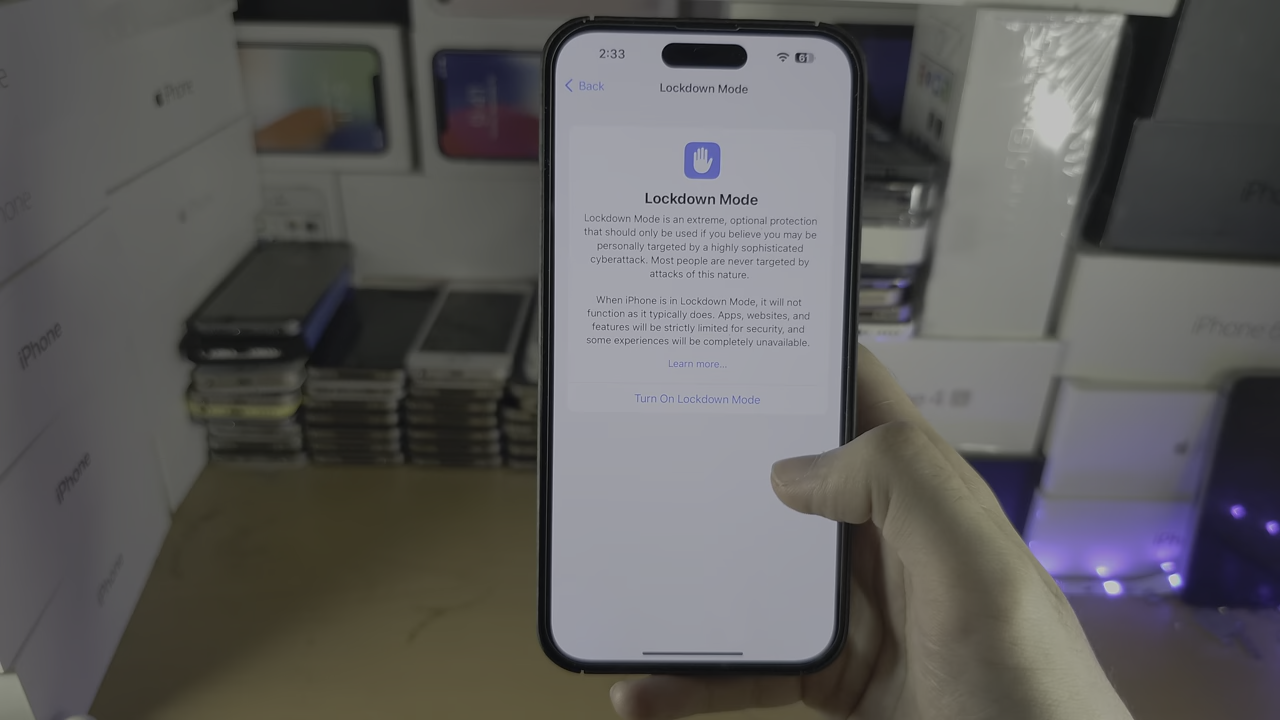 2:33
61
Back
Lockdown Mode
Lockdown Mode
Lockdown Mode is an extreme, optional protection
that should only be used if you believe you may be
personally targeted by a highly sophisticated
cyberattack. Most people are never targeted by
attacks of this nature.
When iPhone is in Lockdown Mode, it will not
function as it typically does. Apps, websites, and
features will be strictly limited for security, and
some experiences will be completely unavailable.
Learn more...
Turn On Lockdown Mode
iPhone
iPhone
iPhone
iPhone
iPhone